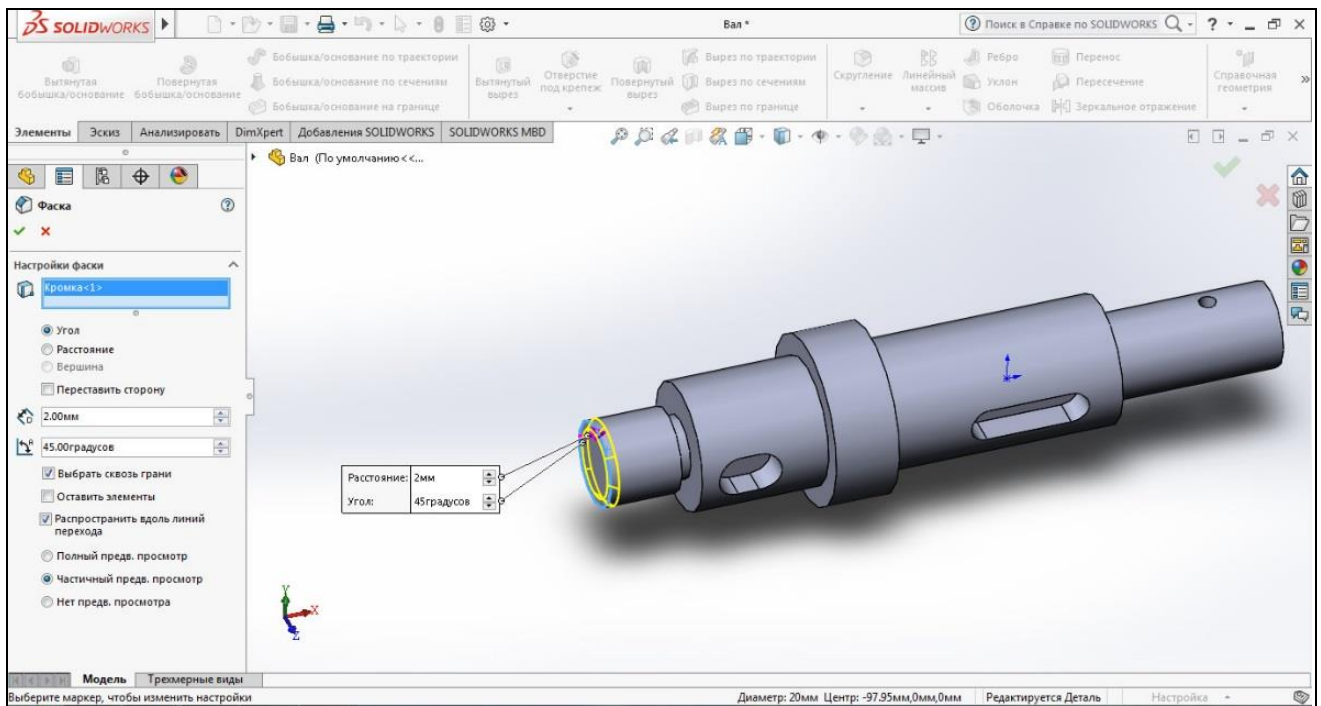 SOLIDWORKS
Вал *
Поиск в Справке по SOLIDWORKS
?
Вытянутая бобышка/основание
Повернутая бобышка/основание
Бобышка/основание по траектории
Бобышка/основание по сечениям
Бобышка/основание на границе
Вытянутый вырез
Отверстие под крепеж
Повернутый вырез
Вырез по траектории
Вырез по сечениям
Вырез по границе
Скругление
Линейный массив
Ребро
Уклон
Оболочка
Перенос
Пересечение
Зеркальное отражение
Справочная геометрия
»
Элементы Эскиз Анализировать DimXpert Добавления SOLIDWORKS SOLIDWORKS MBD
Вал (По умолчанию<<...
Фаска
Настройки фаски
Кромка<1>
Угол
Расстояние
Вершина
Переставить сторону
2.00мм
45.00градусов
Выбрать сквозь грани
Оставить элементы
Распространить вдоль линий
перехода
Полный предв. просмотр
Частичный предв. просмотр
Нет предв. просмотра
Расстояние: 2мм
Угол: 45градусов
Y
X
Z
Модель Трехмерные виды
Выберите маркер, чтобы изменить настройки
Диаметр: 20мм Центр: -97.95мм,0мм,0мм Редактируется Деталь Настройка